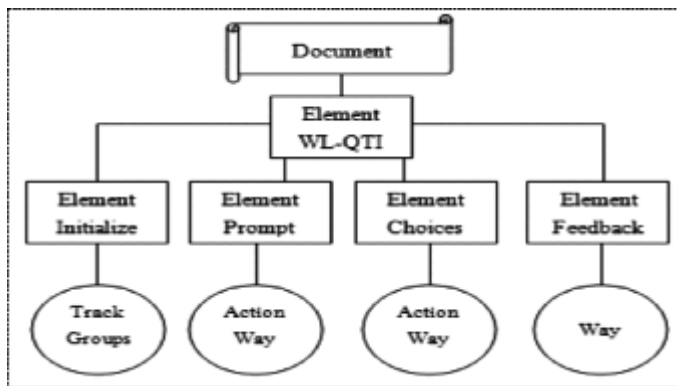 Document
Element
WL-QTI
Element
Initialize
Element
Prompt
Element
Choices
Element
Feedback
Track
Groups
Action
Way
Action
Way
Way